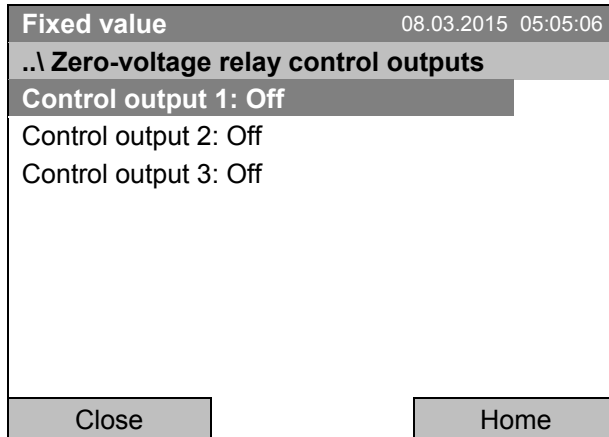 Fixed value 08.03.2015 05:05:06
..\ Zero-voltage relay control outputs
Control output 1: Off
Control output 2: Off
Control output 3: Off
Close Home